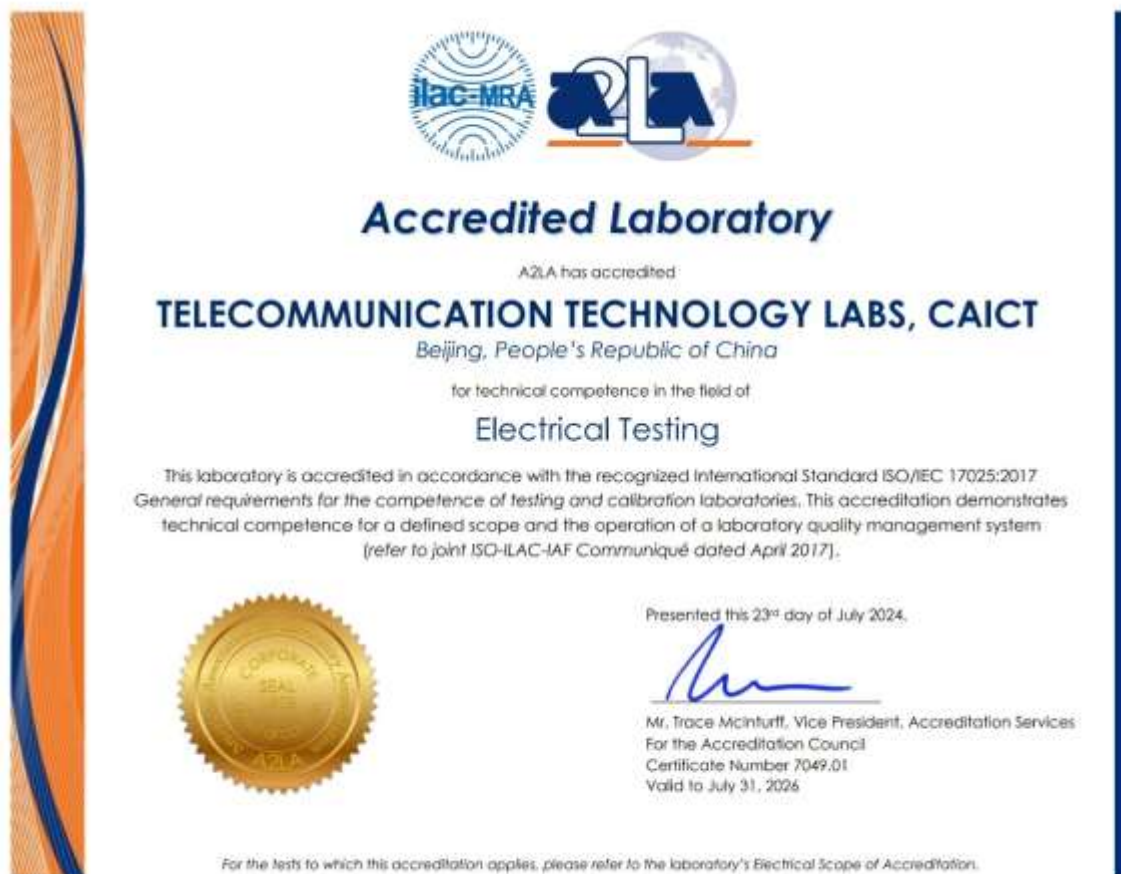 ilac-MRA
a2La
Accredited Laboratory
A2LA has accredited
TELECOMMUNICATION TECHNOLOGY LABS, CAICT
Beijing, People's Republic of China
for technical competence in the field of
Electrical Testing
This laboratory is accredited in accordance with the recognized International Standard ISO/IEC 17025:2017
General requirements for the competence of testing and calibration laboratories. This accreditation demonstrates
technical competence for a defined scope and the operation of a laboratory quality management system
(refer to joint ISO-ILAC-IAF Communiqué dated April 2017).
CORPORATE
SEAL
A2LA
Presented this 23rd day of July 2024.
Mr. Trace McInturff, Vice President, Accreditation Services
For the Accreditation Council
Certificate Number 7049.01
Valid to July 31, 2026
For the tests to which this accreditation applies, please refer to the laboratory's Electrical Scope of Accreditation.